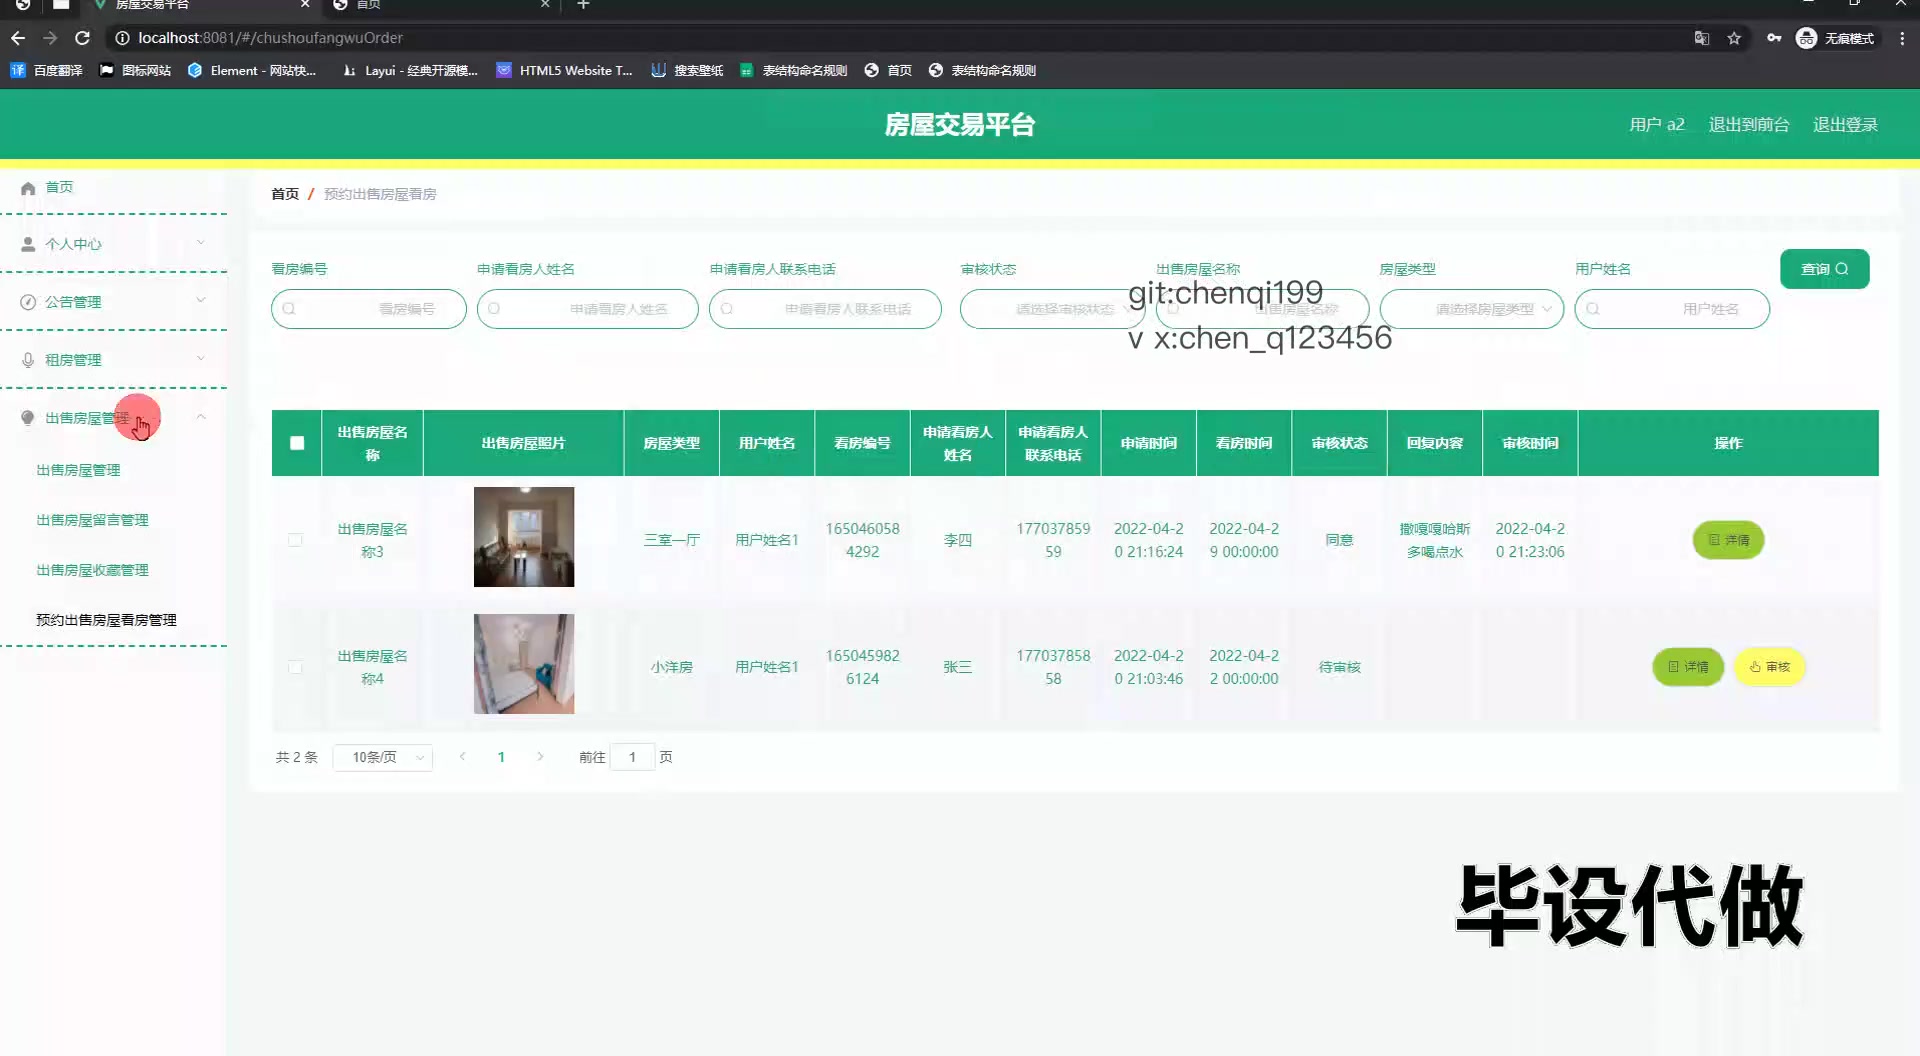 房屋交易平台
首页
localhost:8081/#/chushoufangwuOrder
无痕模式
百度翻译
图标网站
Element - 网站快...
Layui - 经典开源模...
HTML5 Website T...
搜索壁纸
表结构命名规则
首页
表结构命名规则
房屋交易平台
用户 a2
退出到前台
退出登录
首页
个人中心
公告管理
租房管理
出售房屋管理
出售房屋管理
出售房屋留言管理
出售房屋收藏管理
预约出售房屋看房管理
首页 / 预约出售房屋看房
看房编号
申请看房人姓名
申请看房人联系电话
审核状态
出售房屋名称
房屋类型
用户姓名
查询
看房编号
申请看房人姓名
申请看房人联系电话
请选择审核状态
出售房屋名称
请选择房屋类型
用户姓名
git:chenqi199
v x:chen_q123456
出售房屋名
称
出售房屋照片
房屋类型
用户姓名
看房编号
申请看房人
姓名
申请看房人
联系电话
申请时间
看房时间
审核状态
回复内容
审核时间
操作
出售房屋名
称3
三室一厅
用户姓名1
165046058
4292
李四
177037859
59
2022-04-2
0 21:16:24
2022-04-2
9 00:00:00
同意
撒嘎嘎哈斯
多喝点水
2022-04-2
0 21:23:06
详情
出售房屋名
称4
小洋房
用户姓名1
165045982
6124
张三
177037858
58
2022-04-2
0 21:03:46
2022-04-2
2 00:00:00
待审核
详情
审核
共 2 条
10条/页
1
前往 1 页
毕设代做